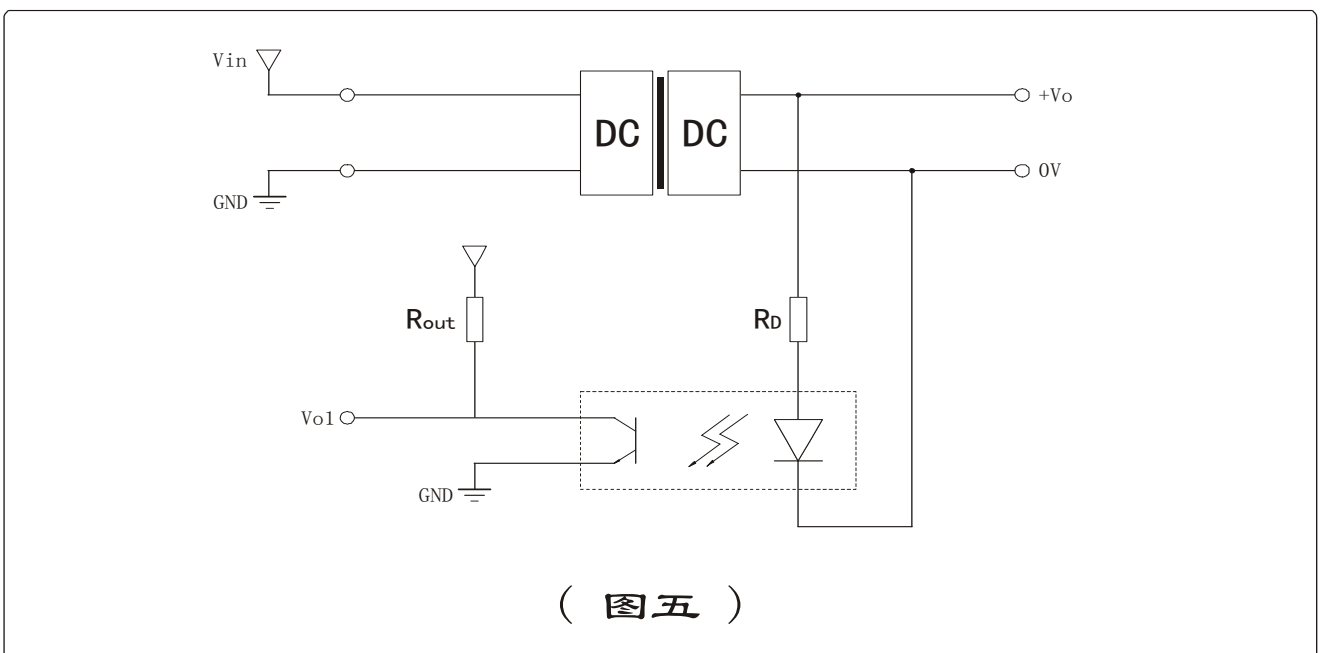 Vin
+Vo
DC DC
0V
GND
Rout
RD
Vo1
GND
( 图五 )